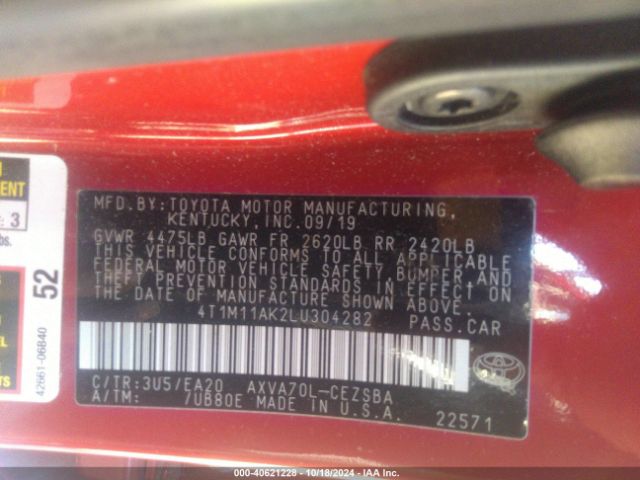 MFD.BY:TOYOTA MOTOR MANUFACTURING,
KENTUCKY, INC.09/19
GVWR 4475LB GAWR FR 2620LB RR 2420LB
THIS VEHICLE CONFORMS TO ALL APPLICABLE
FEDERAL MOTOR VEHICLE SAFETY, BUMPER AND
THEFT PREVENTION STANDARDS IN EFFECT ON
THE DATE OF MANUFACTURE SHOWN ABOVE.
4T1M11AK2LU304282 PASS.CAR
C/TR:3U5/EA20 AXVA70L-CEZSBA
A/TM: 7UB80E MADE IN U.S.A.
22571
52
42661-06B40
3
000-40621228 - 10/18/2024 - IAA Inc.